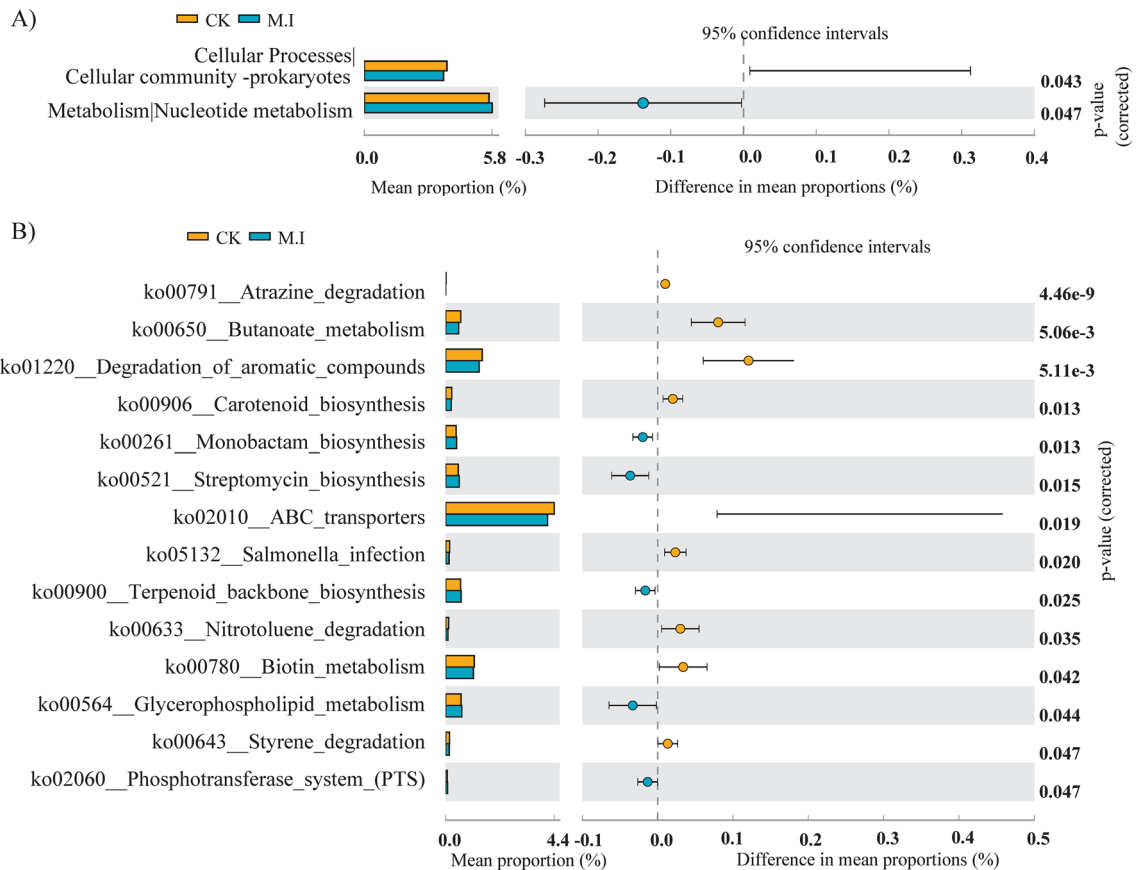 A)
CK M.I
95% confidence intervals
Cellular Processes|
Cellular community -prokaryotes
0.043
Metabolism|Nucleotide metabolism
0.047
p-value
(corrected)
0.0 5.8 -0.3 -0.2 -0.1 0.0 0.1 0.2 0.3 0.4
Mean proportion (%) Difference in mean proportions (%)
B)
CK M.I
95% confidence intervals
ko00791__Atrazine_degradation 4.46e-9
ko00650__Butanoate_metabolism 5.06e-3
ko01220__Degradation_of_aromatic_compounds 5.11e-3
ko00906__Carotenoid_biosynthesis 0.013
ko00261__Monobactam_biosynthesis 0.013
ko00521__Streptomycin_biosynthesis 0.015
ko02010__ABC_transporters 0.019
ko05132__Salmonella_infection 0.020
ko00900__Terpenoid_backbone_biosynthesis 0.025
ko00633__Nitrotoluene_degradation 0.035
ko00780__Biotin_metabolism 0.042
ko00564__Glycerophospholipid_metabolism 0.044
ko00643__Styrene_degradation 0.047
ko02060__Phosphotransferase_system_(PTS) 0.047
p-value (corrected)
0.0 4.4 -0.1 0.0 0.1 0.2 0.3 0.4 0.5
Mean proportion (%) Difference in mean proportions (%)